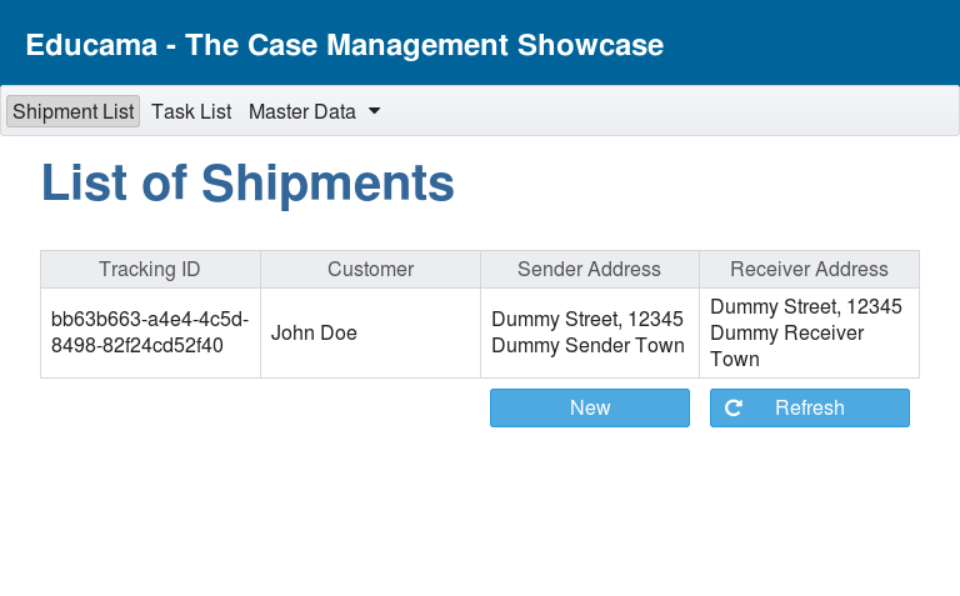 Educama - The Case Management Showcase
Shipment List Task List Master Data
List of Shipments
Tracking ID Customer Sender Address Receiver Address
bb63b663-a4e4-4c5d-
8498-82f24cd52f40
John Doe
Dummy Street, 12345
Dummy Sender Town
Dummy Street, 12345
Dummy Receiver
Town
New Refresh